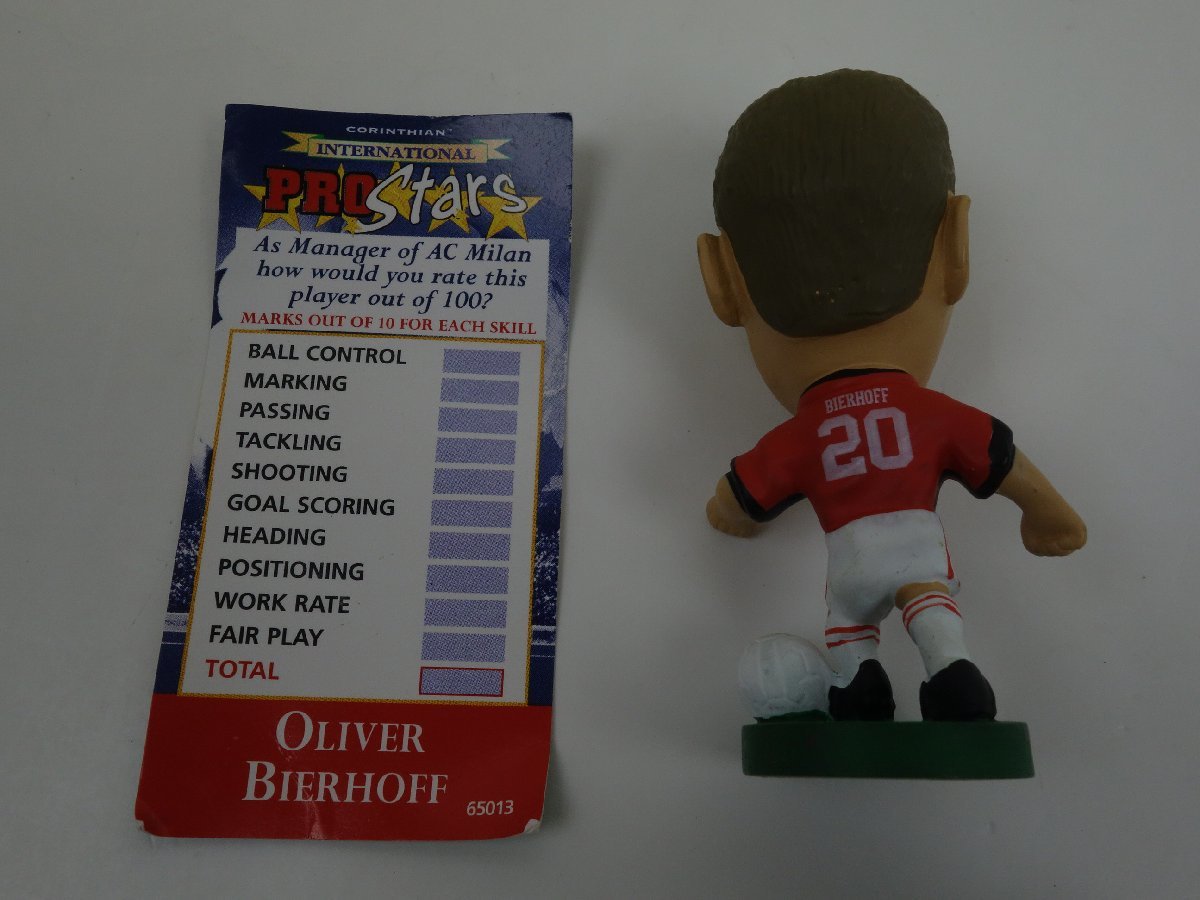 CORINTHIAN™
INTERNATIONAL
PROStars
As Manager of AC Milan
how would you rate this
player out of 100?
MARKS OUT OF 10 FOR EACH SKILL
BALL CONTROL
MARKING
PASSING
TACKLING
SHOOTING
GOAL SCORING
HEADING
POSITIONING
WORK RATE
FAIR PLAY
TOTAL
OLIVER
BIERHOFF
65013
BIERHOFF
20